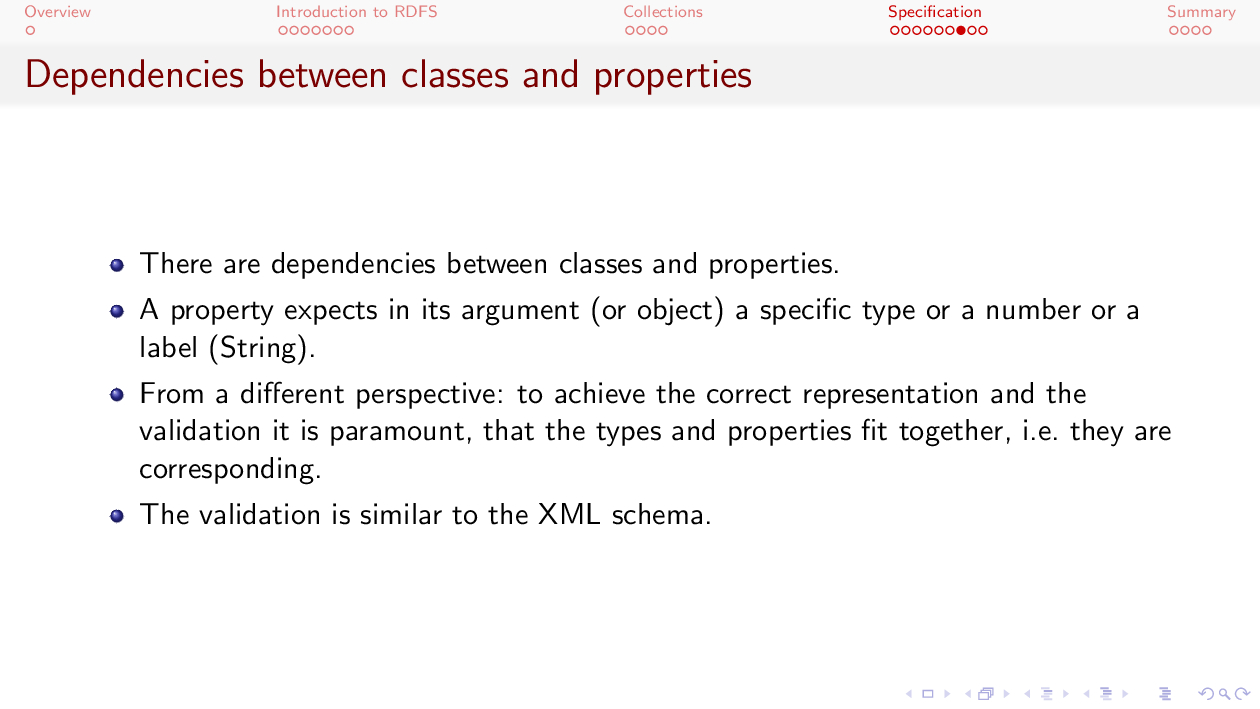 Overview
Introduction to RDFS
Collections
Specification
Summary
Dependencies between classes and properties
There are dependencies between classes and properties.
A property expects in its argument (or object) a specific type or a number or a
label (String).
From a different perspective: to achieve the correct representation and the
validation it is paramount, that the types and properties fit together, i.e. they are
corresponding.
The validation is similar to the XML schema.